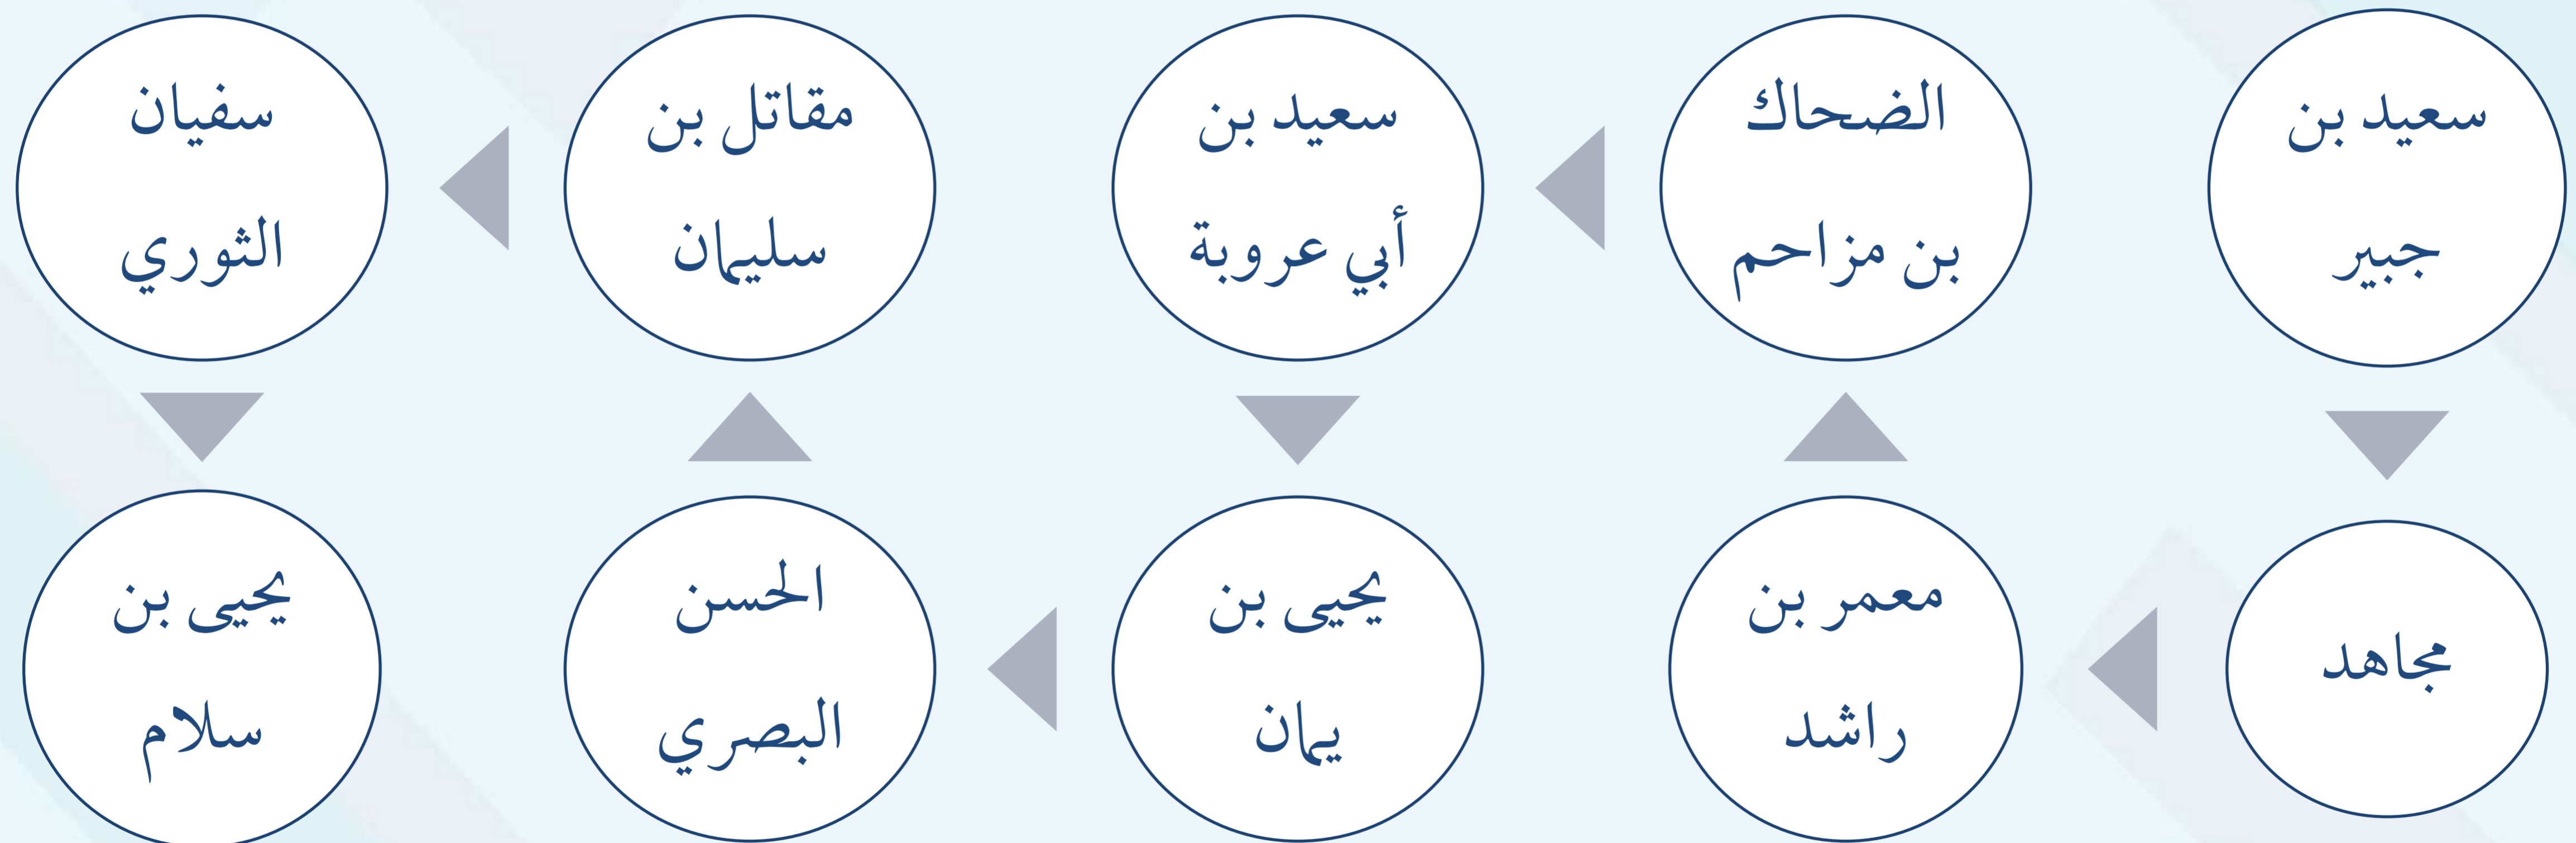 سعيد بن
جبير
مجاهد
معمر بن
راشد
الضحاك
بن مزاحم
سعيد بن
أبي عروبة
يحيى بن
يمان
الحسن
البصري
مقاتل بن
سليمان
سفيان
الثوري
يحيى بن
سلام